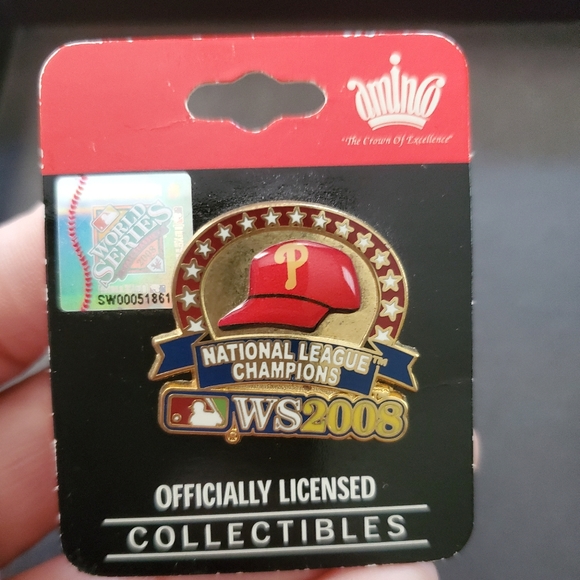 aminco
"The Crown Of Excellence"
WORLD
SERIES
SW00051861
P
NATIONAL LEAGUE™
CHAMPIONS
WS2008
OFFICIALLY LICENSED
COLLECTIBLES